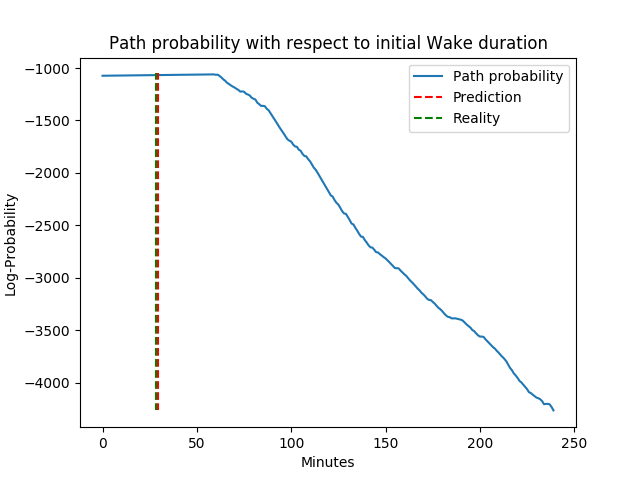 Path probability with respect to initial Wake duration
Path probability
Prediction
Reality
Log-Probability
−1000
−1500
−2000
−2500
−3000
−3500
−4000
0 50 100 150 200 250
Minutes